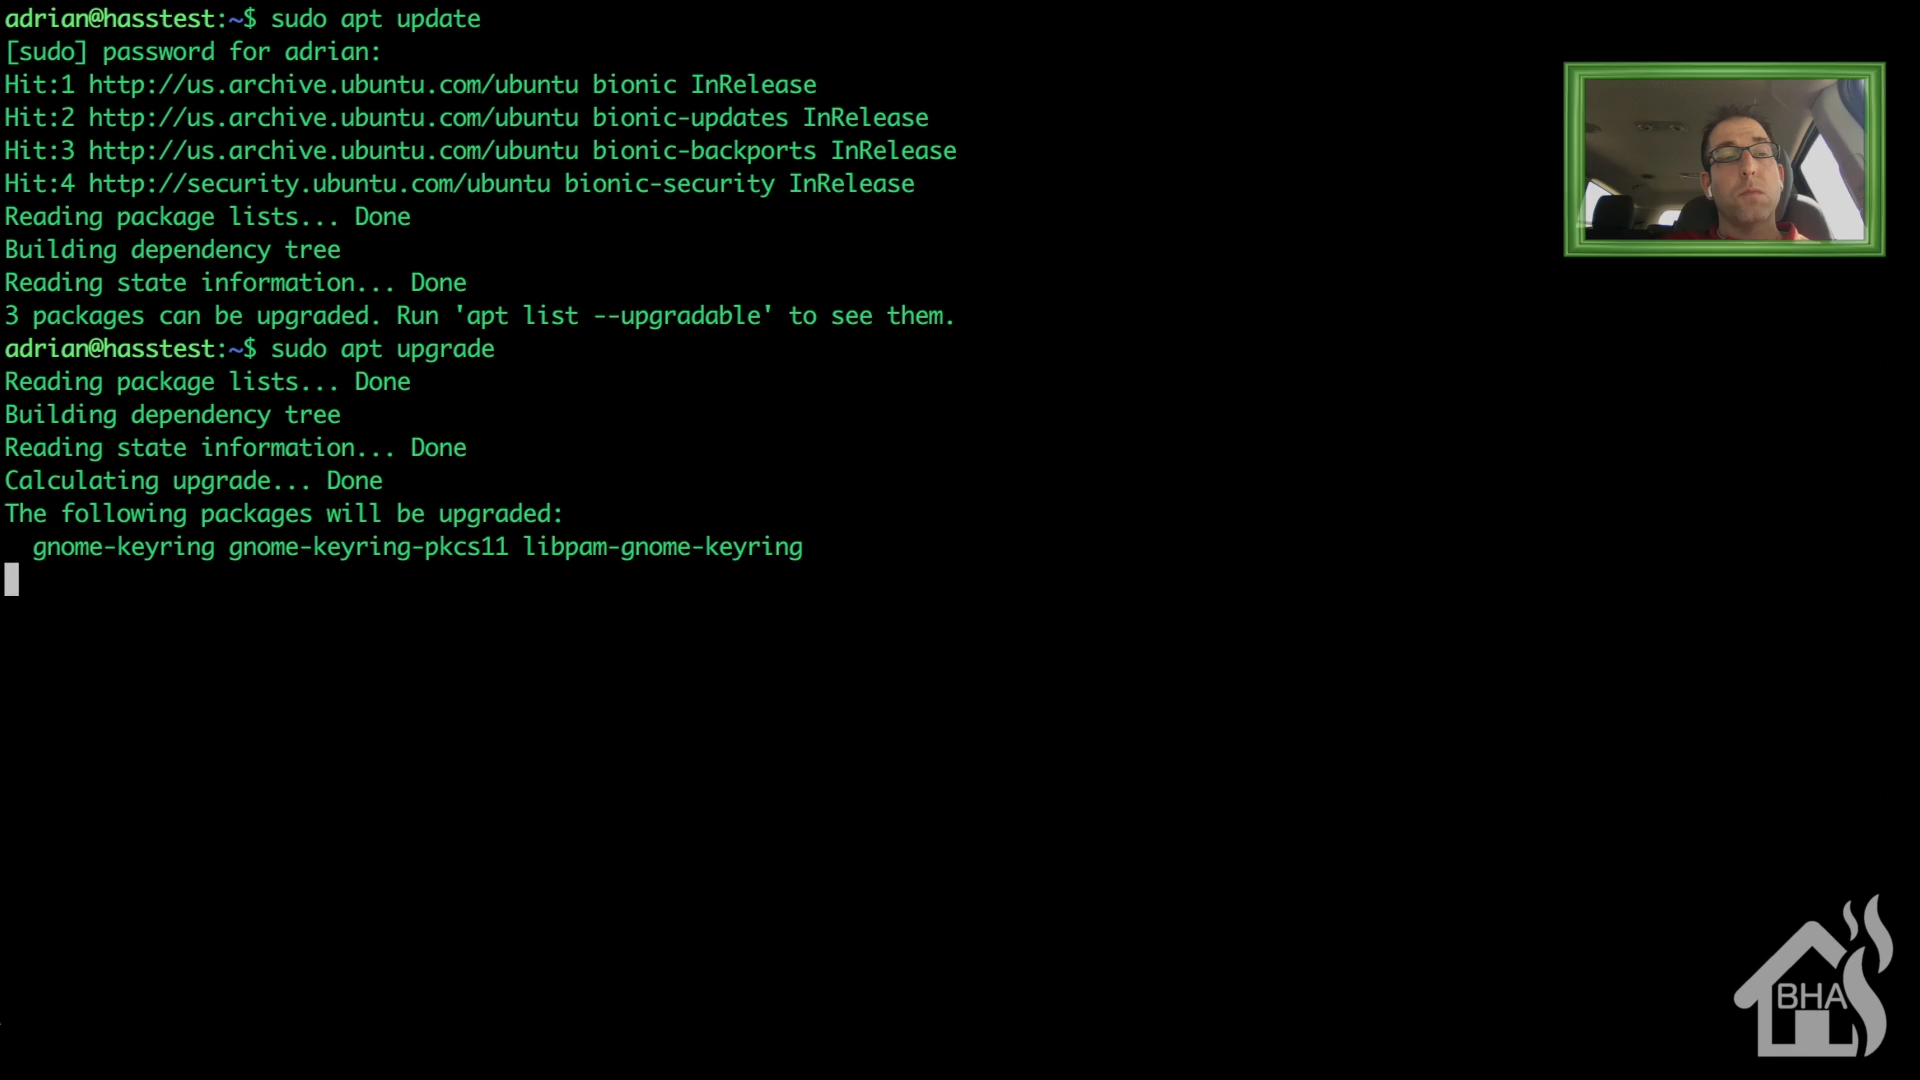 adrian@hasstest:~$ sudo apt update
[sudo] password for adrian:
Hit:1 http://us.archive.ubuntu.com/ubuntu bionic InRelease
Hit:2 http://us.archive.ubuntu.com/ubuntu bionic-updates InRelease
Hit:3 http://us.archive.ubuntu.com/ubuntu bionic-backports InRelease
Hit:4 http://security.ubuntu.com/ubuntu bionic-security InRelease
Reading package lists... Done
Building dependency tree
Reading state information... Done
3 packages can be upgraded. Run 'apt list --upgradable' to see them.
adrian@hasstest:~$ sudo apt upgrade
Reading package lists... Done
Building dependency tree
Reading state information... Done
Calculating upgrade... Done
The following packages will be upgraded:
  gnome-keyring gnome-keyring-pkcs11 libpam-gnome-keyring
BHA